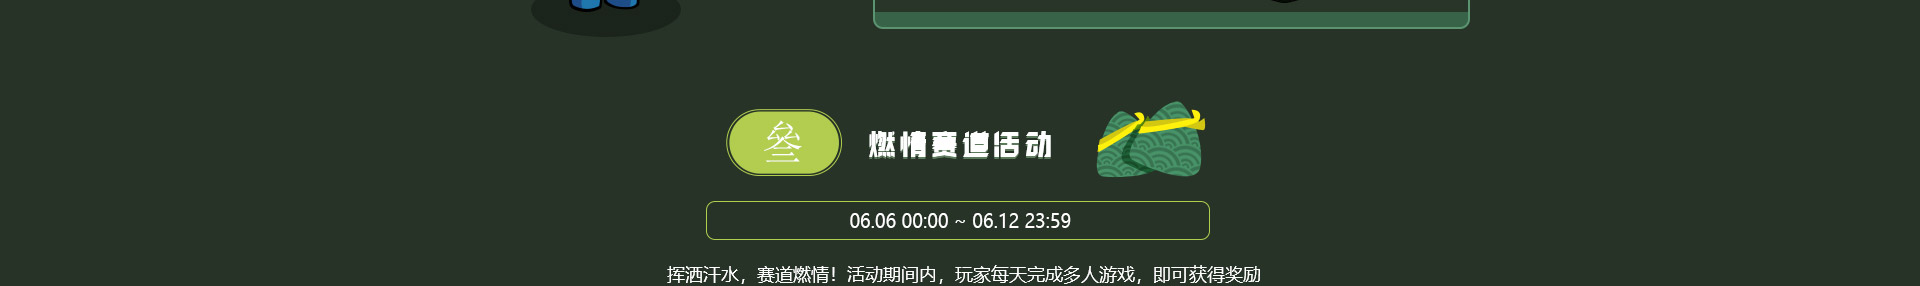 叁
燃情赛道活动
06.06 00:00 ~ 06.12 23:59
挥洒汗水，赛道燃情！活动期间内，玩家每天完成多人游戏，即可获得奖励